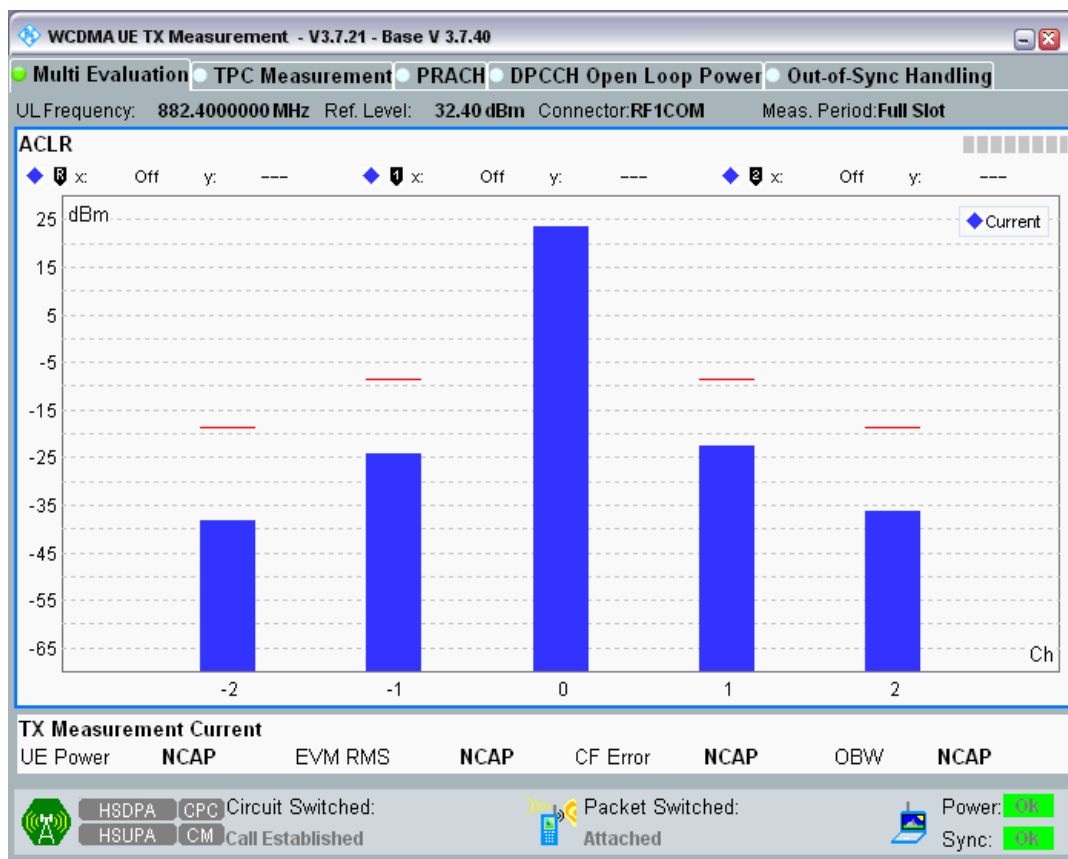 WCDMA UE TX Measurement - V3.7.21 - Base V 3.7.40
Multi Evaluation TPC Measurement PRACH DPCCH Open Loop Power Out-of-Sync Handling
UL Frequency: 882.4000000 MHz Ref. Level: 32.40 dBm Connector:RF1COM Meas. Period:Full Slot
ACLR
R x: Off y: --- 1 x: Off y: --- 2 x: Off y: ---
dBm
Current
25
15
5
-5
-15
-25
-35
-45
-55
-65
Ch
-2 -1 0 1 2
TX Measurement Current
UE Power NCAP EVM RMS NCAP CF Error NCAP OBW NCAP
HSDPA CPC Circuit Switched: Packet Switched: Power: OK
HSUPA CM Call Established Attached Sync: OK